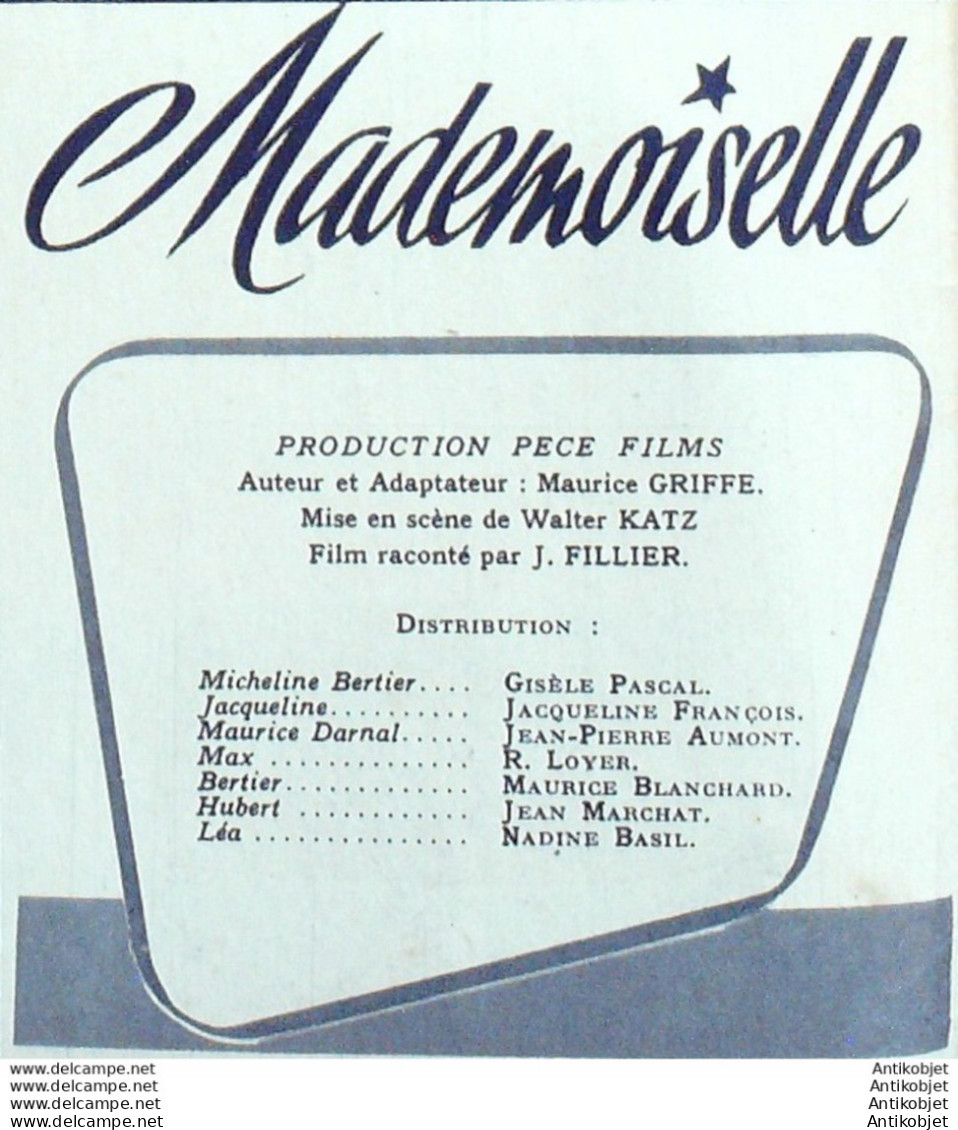 Mademoiselle
PRODUCTION PECE FILMS
Auteur et Adaptateur : Maurice GRIFFE.
Mise en scène de Walter KATZ
Film raconté par J. FILLIER.
DISTRIBUTION :
Micheline Bertier.... GISÈLE PASCAL.
Jacqueline........... JACQUELINE FRANÇOIS.
Maurice Darnal..... JEAN-PIERRE AUMONT.
Max .............. R. LOYER.
Bertier............. MAURICE BLANCHARD.
Hubert ............ JEAN MARCHAT.
Léa ............... NADINE BASIL.
www.delcampe.net Antikobjet
www.delcampe.net Antikobjet
www.delcampe.net Antikobjet
www.delcampe.net Antikobjet